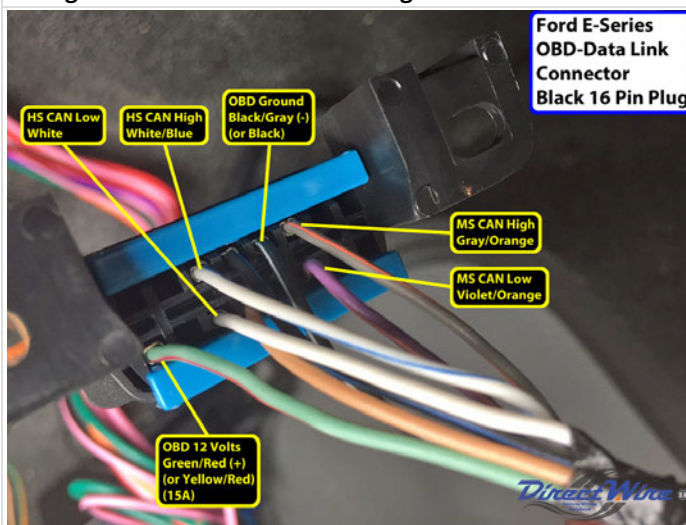 Ford E-Series
OBD-Data Link
Connector
Black 16 Pin Plug
OBD Ground
Black/Gray (-)
(or Black)
HS CAN Low
White
HS CAN High
White/Blue
MS CAN High
Gray/Orange
MS CAN Low
Violet/Orange
OBD 12 Volts
Green/Red (+)
(or Yellow/Red)
(15A)
DirectWire